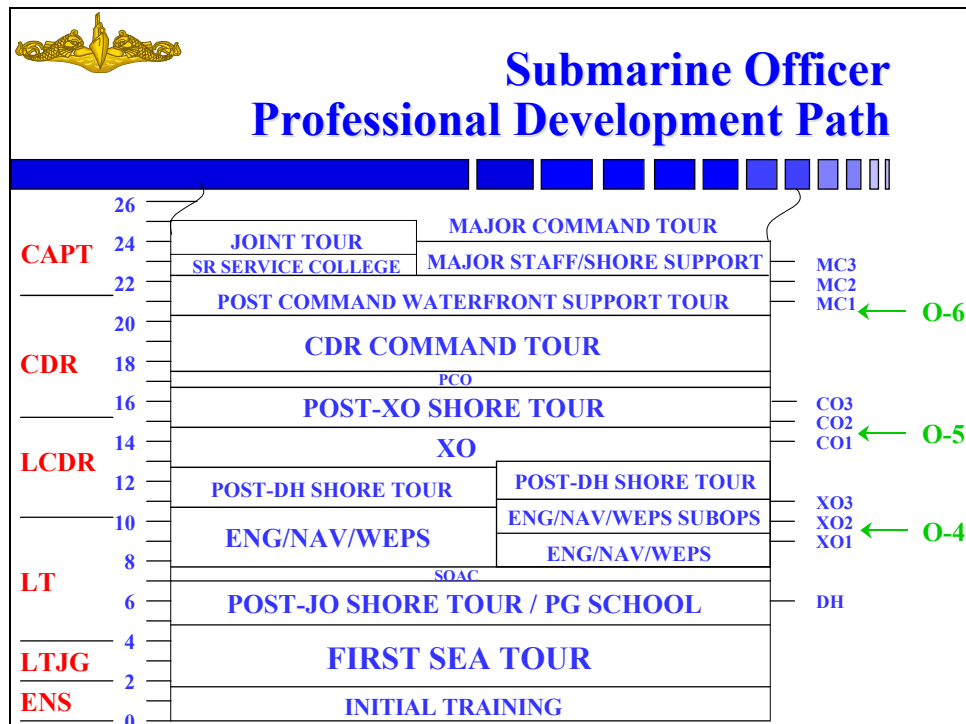 Submarine Officer
Professional Development Path
26
MAJOR COMMAND TOUR
24
JOINT TOUR
CAPT
SR SERVICE COLLEGE
MAJOR STAFF/SHORE SUPPORT
MC3
22
MC2
POST COMMAND WATERFRONT SUPPORT TOUR
MC1
O-6
20
CDR COMMAND TOUR
CDR
18
PCO
16
POST-XO SHORE TOUR
CO3
CO2
O-5
14
XO
CO1
LCDR
12
POST-DH SHORE TOUR
POST-DH SHORE TOUR
XO3
10
ENG/NAV/WEPS SUBOPS
XO2
O-4
ENG/NAV/WEPS
XO1
8
ENG/NAV/WEPS
SOAC
LT
6
POST-JO SHORE TOUR / PG SCHOOL
DH
4
LTJG
FIRST SEA TOUR
2
ENS
INITIAL TRAINING
0